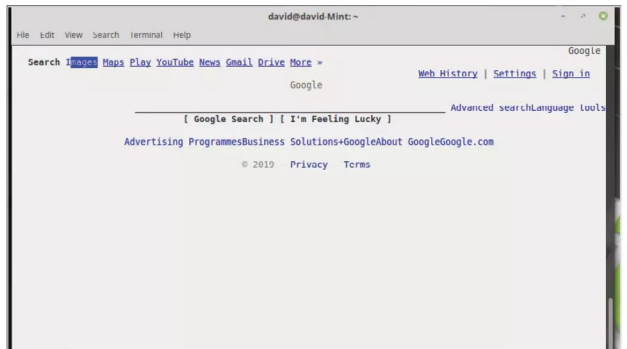 david@david-Mint: ~
File Edit View Search Terminal Help
Google
Search Images Maps Play YouTube News Gmail Drive More »
Web History | Settings | Sign in
Google
Advanced searchLanguage tools
[ Google Search ] [ I'm Feeling Lucky ]
Advertising ProgrammesBusiness Solutions+GoogleAbout GoogleGoogle.com
© 2019 - Privacy - Terms